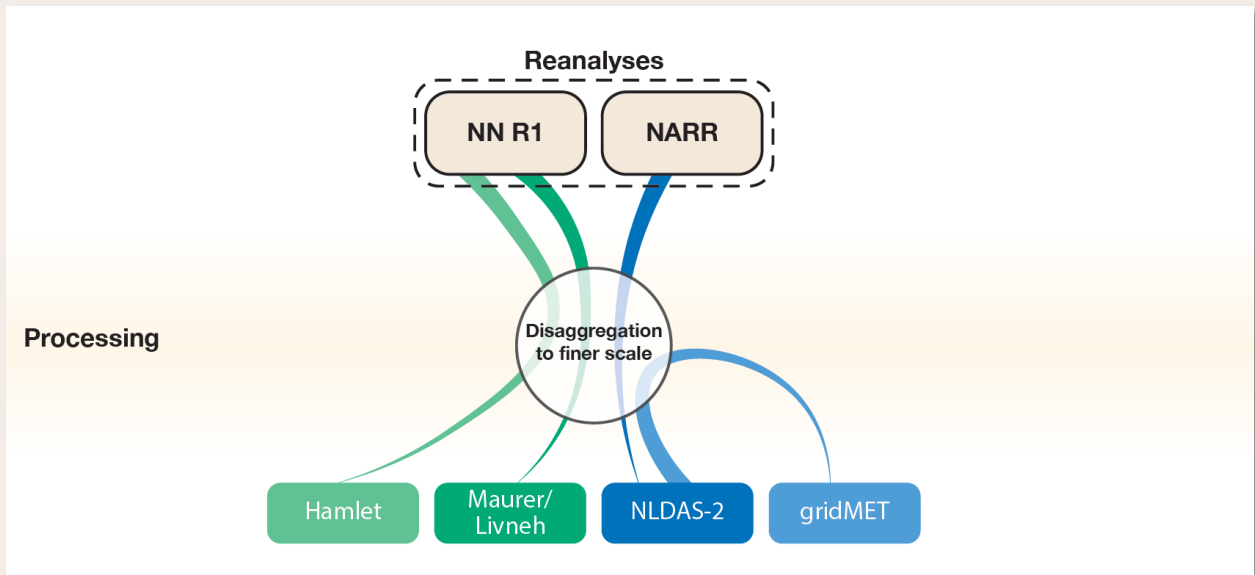 Reanalyses
NN R1
NARR
Processing
Disaggregation
to finer scale
Hamlet
Maurer/
Livneh
NLDAS-2
gridMET